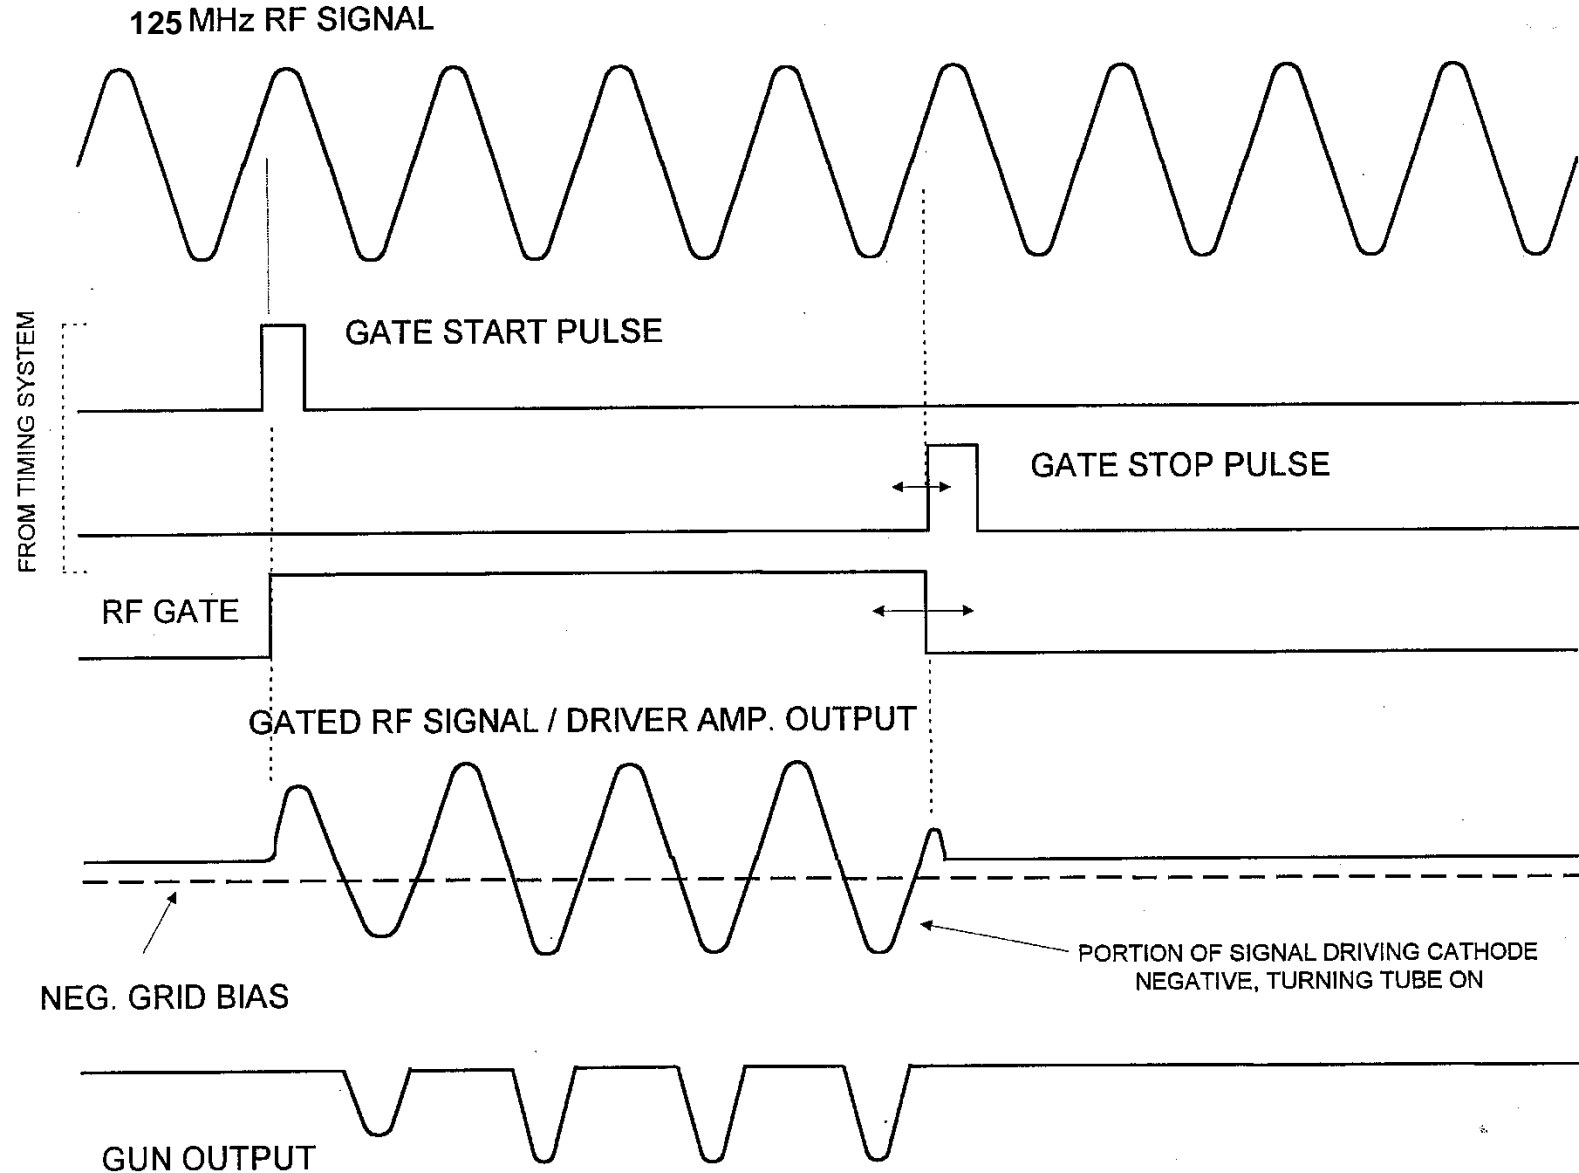 125 MHz RF SIGNAL
FROM TIMING SYSTEM
GATE START PULSE
GATE STOP PULSE
RF GATE
GATED RF SIGNAL / DRIVER AMP. OUTPUT
PORTION OF SIGNAL DRIVING CATHODE
NEGATIVE, TURNING TUBE ON
NEG. GRID BIAS
GUN OUTPUT